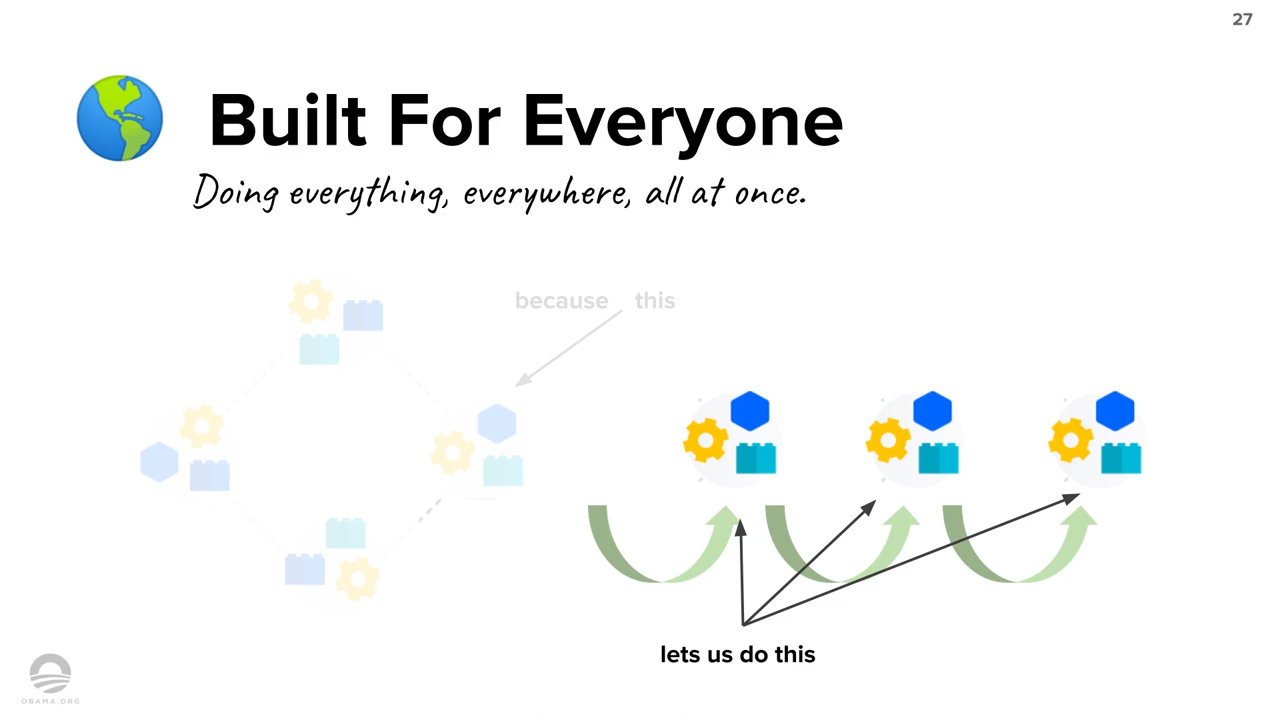 27
Built For Everyone
Doing everything, everywhere, all at once.
because this
lets us do this
OBAMA.ORG